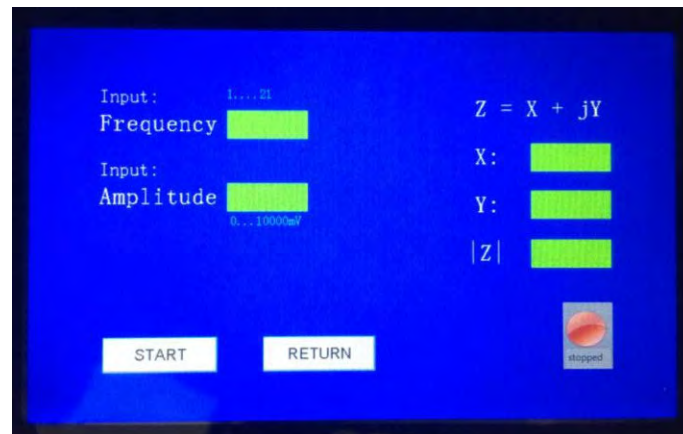 Input:
1....21
Frequency
Input:
Amplitude
0...10000mV
Z = X + jY
X:
Y:
|Z|
START
RETURN
stopped